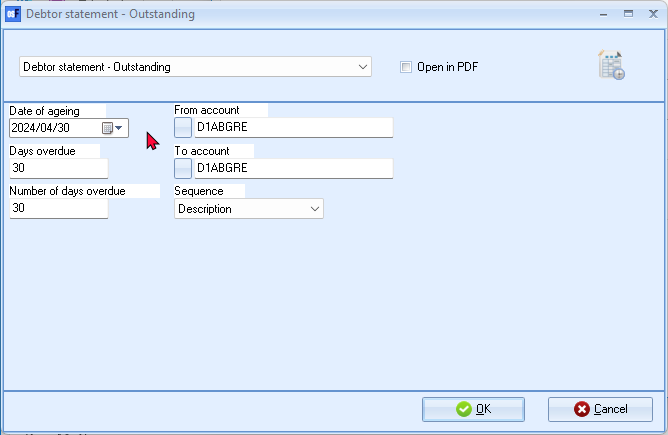 Debtor statement - Outstanding
Debtor statement - Outstanding
Open in PDF
Date of ageing
From account
2024/04/30
D1ABGRE
Days overdue
To account
30
D1ABGRE
Number of days overdue
Sequence
30
Description
OK
Cancel